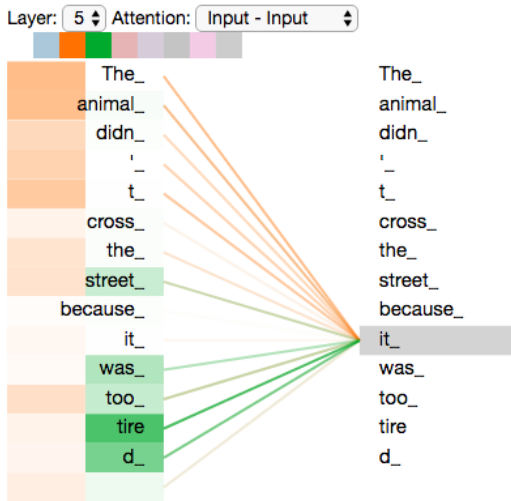 Layer: 5 Attention: Input - Input
The_ The_
animal_ animal_
didn_ didn_
'_ '_
t_ t_
cross_ cross_
the_ the_
street_ street_
because_ because_
it_ it_
was_ was_
too_ too_
tire tire
d_ d_